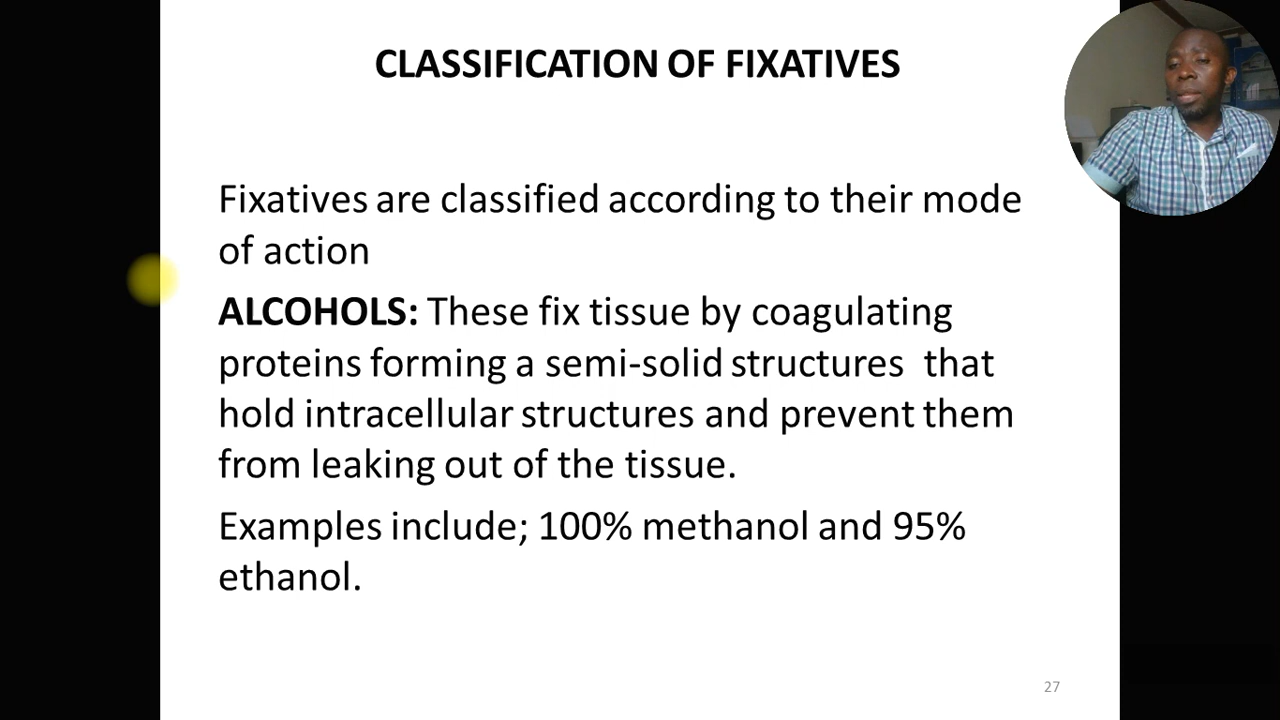 CLASSIFICATION OF FIXATIVES
Fixatives are classified according to their mode
of action
ALCOHOLS: These fix tissue by coagulating
proteins forming a semi-solid structures that
hold intracellular structures and prevent them
from leaking out of the tissue.
Examples include; 100% methanol and 95%
ethanol.
27